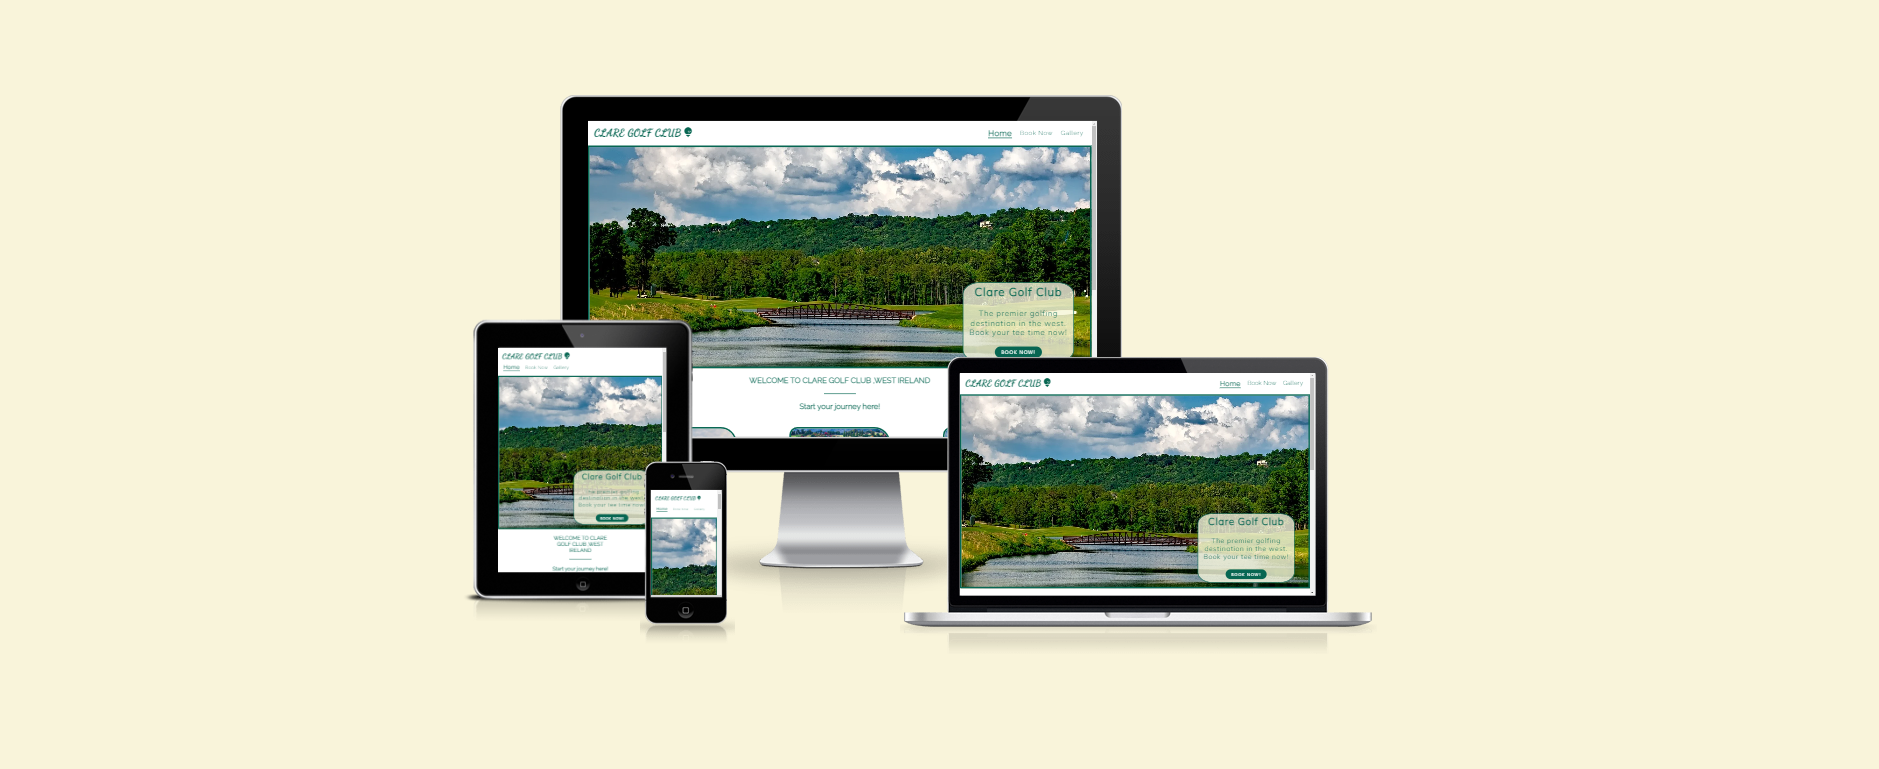 CLARE GOLF CLUB
Home Book Now Gallery
Clare Golf Club
The premier golfing
destination in the west.
Book your tee time now!
BOOK NOW!
WELCOME TO CLARE GOLF CLUB ,WEST IRELAND
Start your journey here!
CLARE GOLF CLUB
Home Book Now Gallery
Clare Golf Club
The premier golfing
destination in the west.
Book your tee time now!
BOOK NOW!
WELCOME TO CLARE
GOLF CLUB ,WEST
IRELAND
Start your journey here!
CLARE GOLF CLUB
CLARE GOLF CLUB
Home Book Now Gallery
Clare Golf Club
The premier golfing
destination in the west.
Book your tee time now!
BOOK NOW!